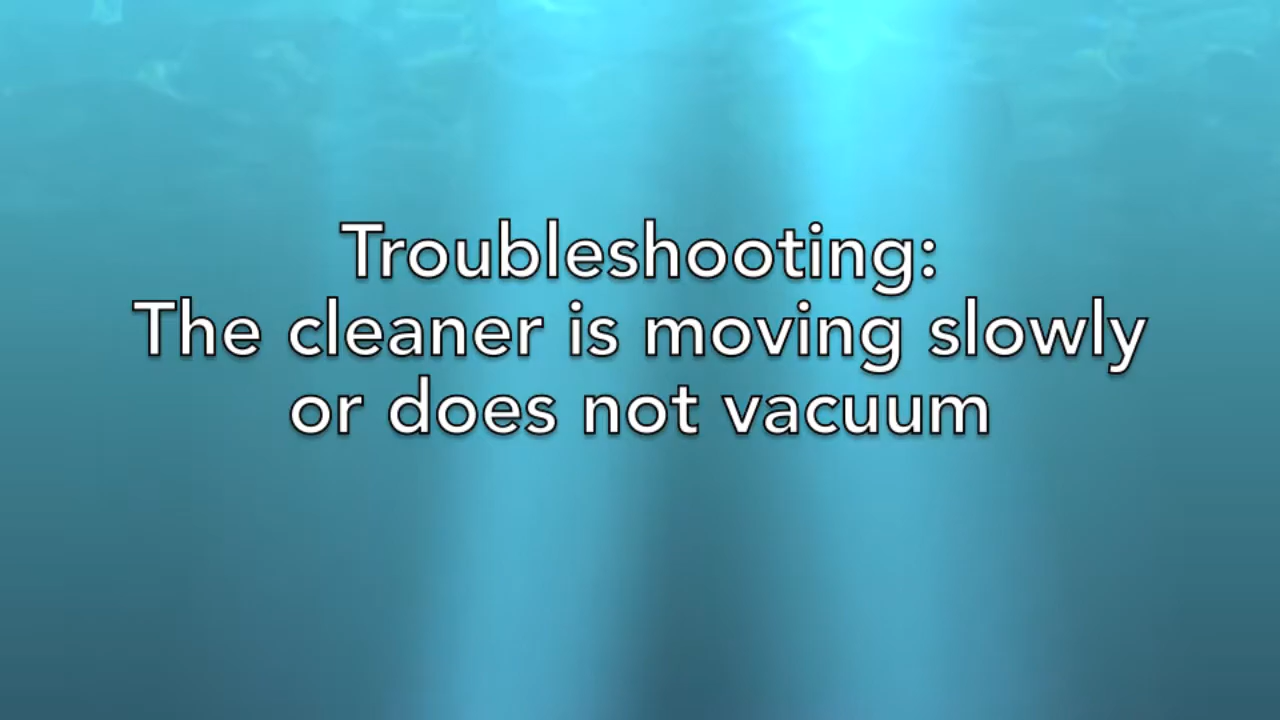 Troubleshooting:
The cleaner is moving slowly
or does not vacuum